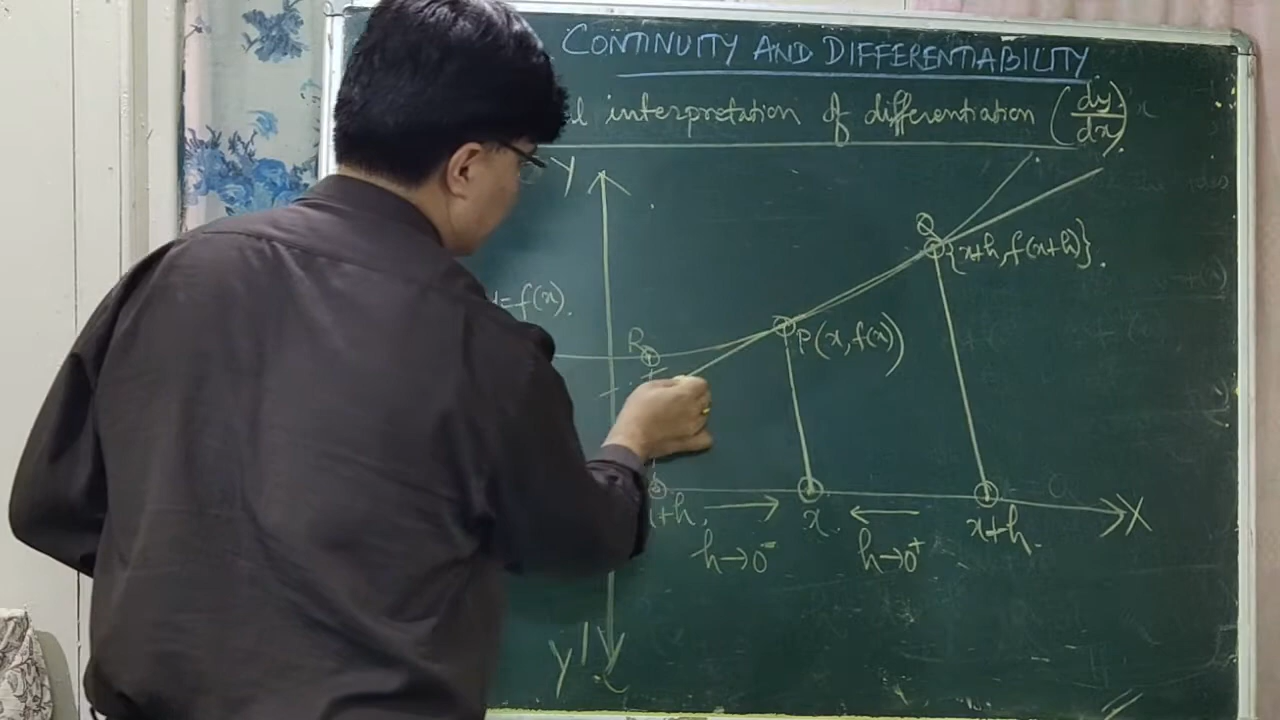 CONTINUITY AND DIFFERENTIABILITY
interpretation of differentiation (dy/dx).
Y
Q
{x+h, f(x+h)}.
=f(x).
R
P(x, f(x))
x+h, x. x+h. X
h→0⁻ h→0⁺
Y'